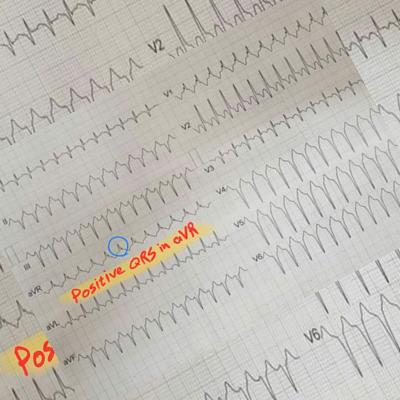 V2
V1
V2
V3
II
V4
III
V5
aVR
Positive QRS in aVR
V6
aVL
Pos
aVF
V6